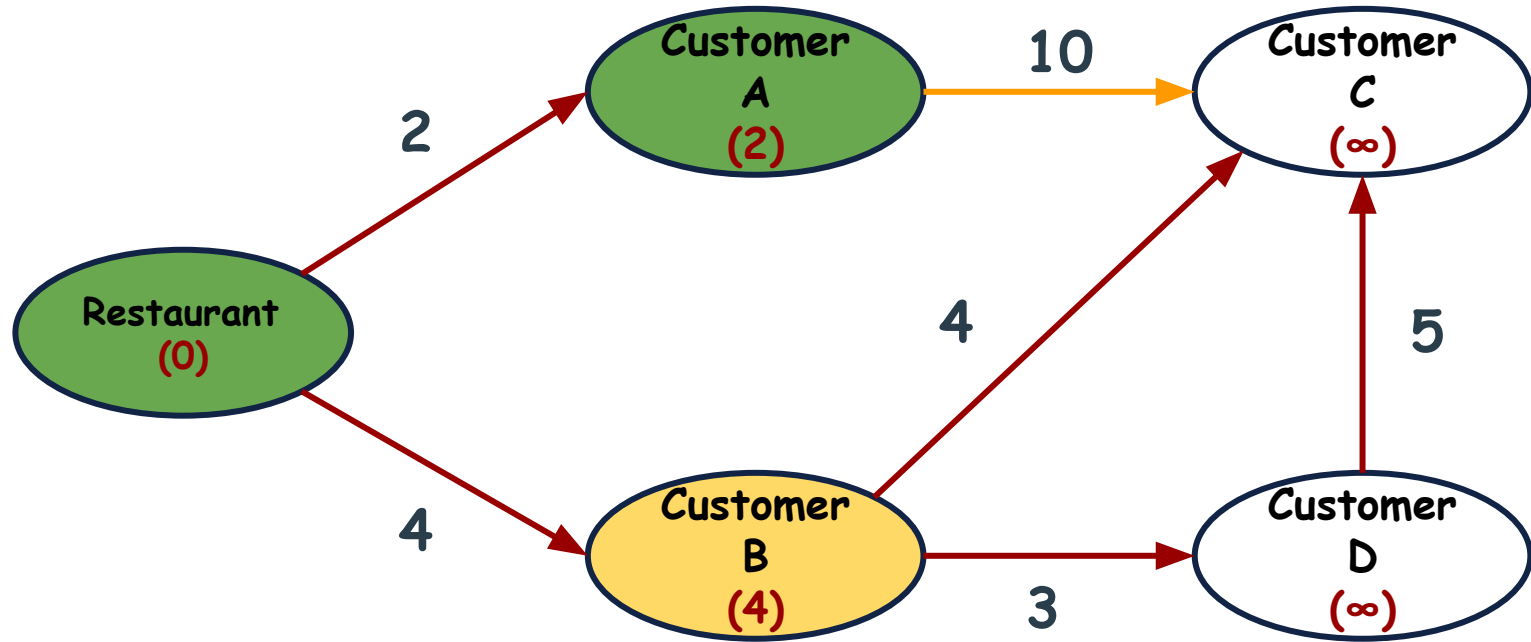 Customer
A
(2)
10
Customer
C
(∞)
2
Restaurant
(0)
4
5
4
Customer
B
(4)
3
Customer
D
(∞)